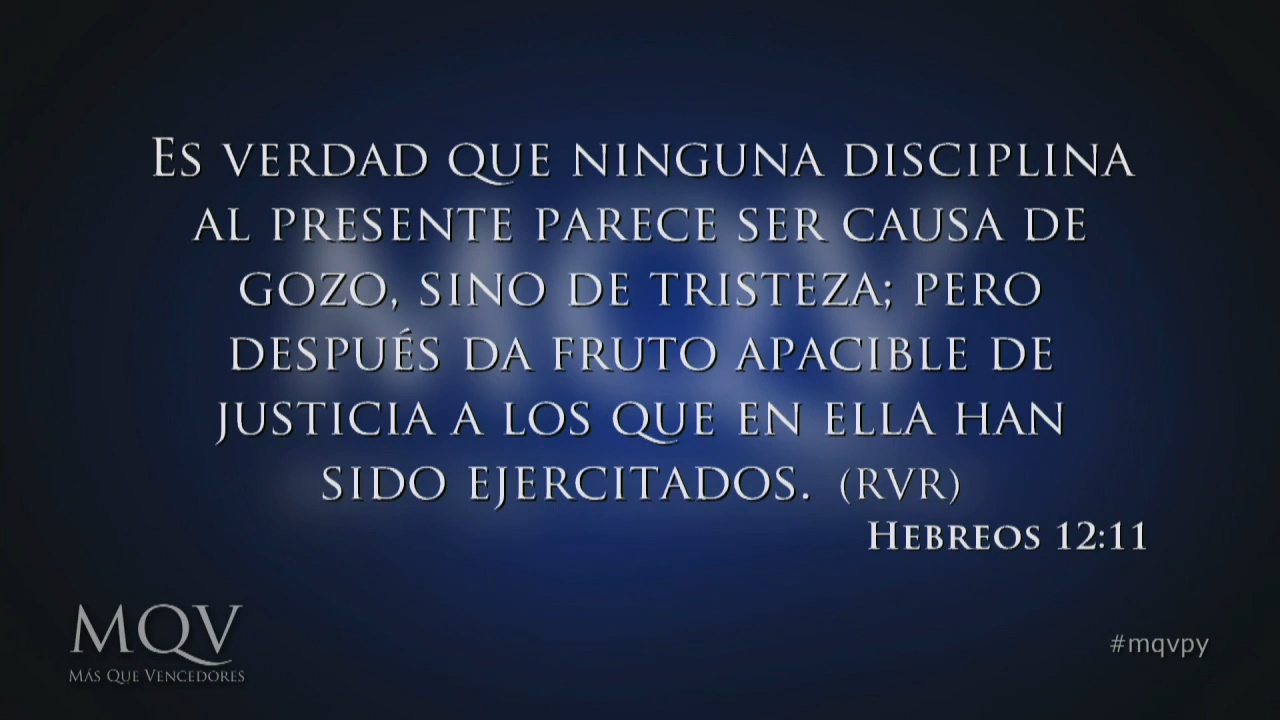 Es verdad que ninguna disciplina
al presente parece ser causa de
gozo, sino de tristeza; pero
después da fruto apacible de
justicia a los que en ella han
sido ejercitados. (RVR)
Hebreos 12:11
MQV
Más Que Vencedores
#mqvpy